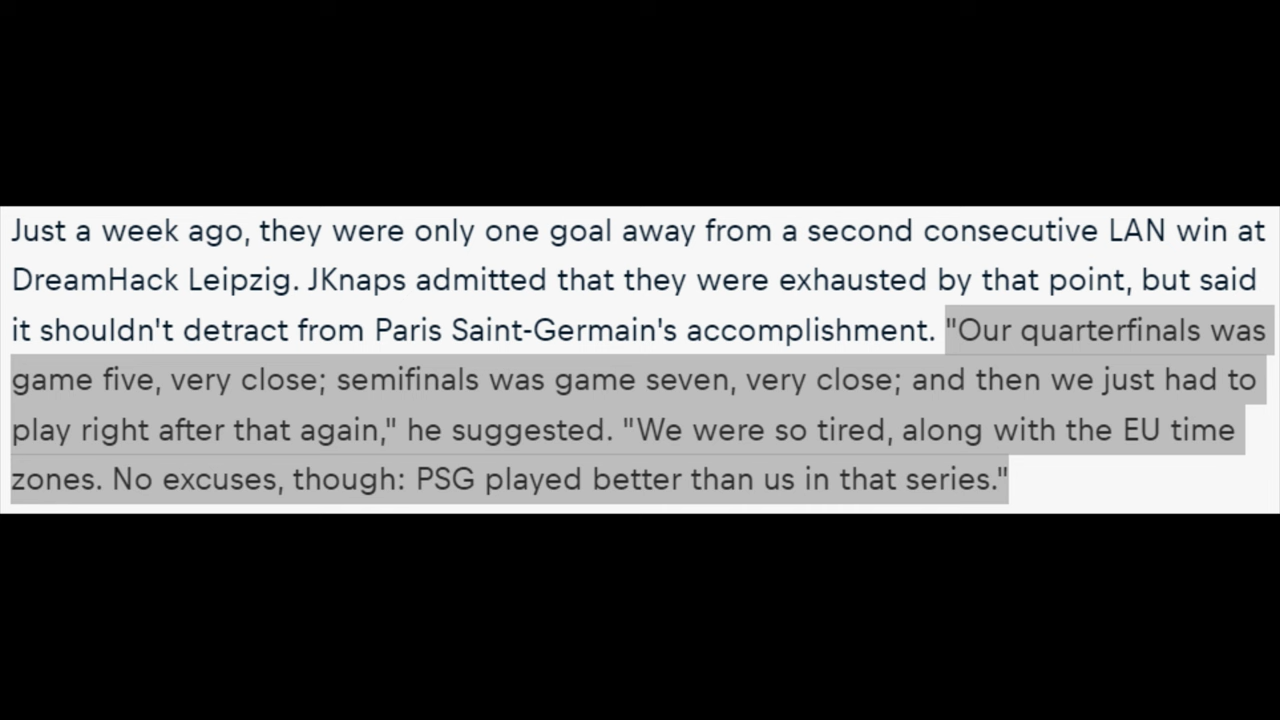 Just a week ago, they were only one goal away from a second consecutive LAN win at
DreamHack Leipzig. JKnaps admitted that they were exhausted by that point, but said
it shouldn't detract from Paris Saint-Germain's accomplishment. "Our quarterfinals was
game five, very close; semifinals was game seven, very close; and then we just had to
play right after that again," he suggested. "We were so tired, along with the EU time
zones. No excuses, though: PSG played better than us in that series."